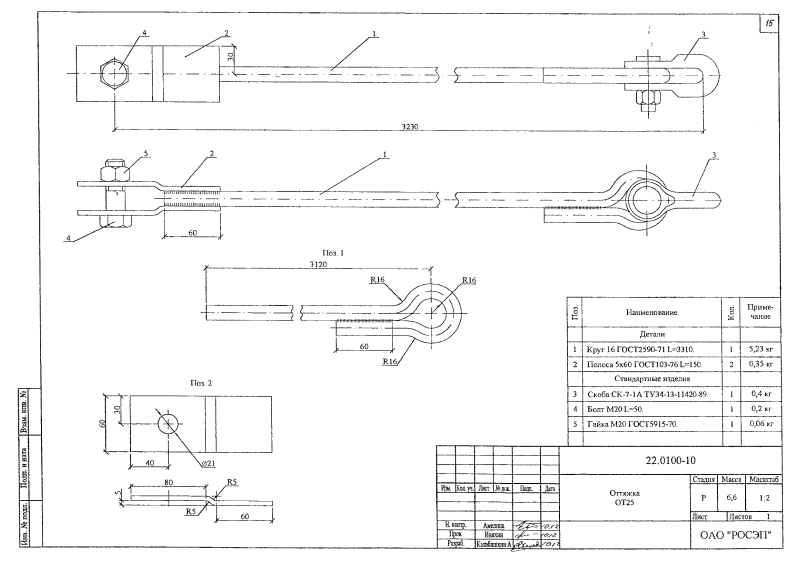 15
4
2
1
3
30
3230
5
2
1
3
4
60
Поз. 1
3120
R16
R16
60
R16
Поз. 2
60
30
40
⌀21
80
R5
5
R5
60
Поз. Наименование Кол. Приме-
чание
Детали
1 Круг 16 ГОСТ2590-71 L=3310. 1 5,23 кг
2 Полоса 5х60 ГОСТ103-76 L=150. 2 0,35 кг
Стандартные изделия
3 Скоба СК-7-1А ТУ34-13-11420-89. 1 0,4 кг
4 Болт М20 L=50. 1 0,2 кг
5 Гайка М20 ГОСТ5915-70. 1 0,06 кг
22.0100-10
Изм. Кол. уч. Лист № док. Подп. Дата
Оттяжка
ОТ25
Стадия Масса Масштаб
Р 6,6 1:2
Лист Листов 1
Н. контр. Амелина 10.12
Пров.
Разраб.
ОАО "РОСЭП"
Взам. инв. №
Подп. и дата
Инв. № подл.